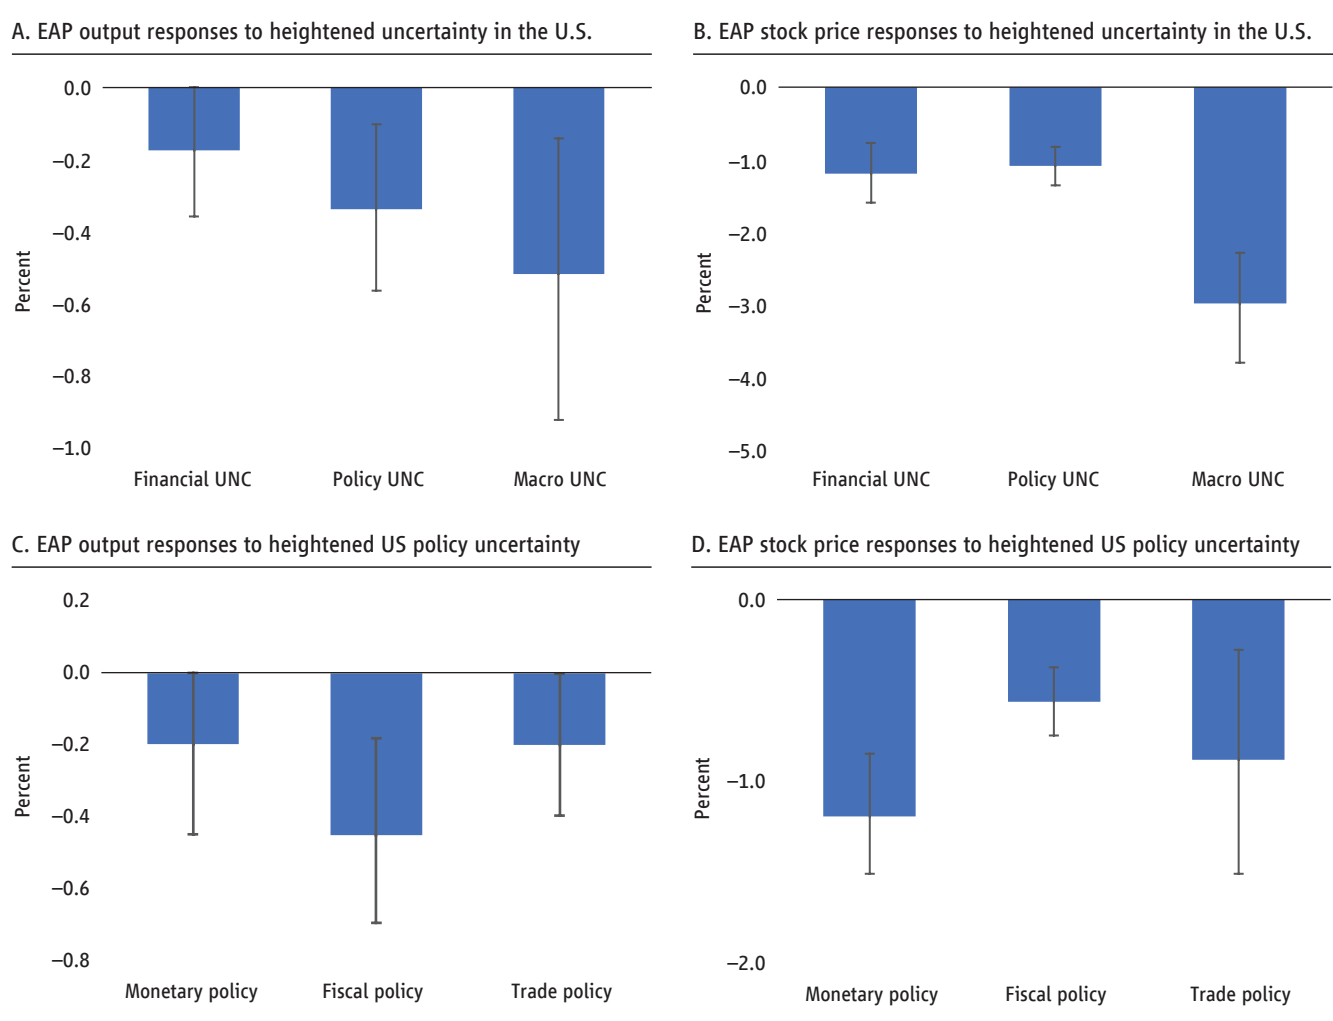 A. EAP output responses to heightened uncertainty in the U.S.
0.0
−0.2
−0.4
−0.6
−0.8
−1.0
Percent
Financial UNC
Policy UNC
Macro UNC
B. EAP stock price responses to heightened uncertainty in the U.S.
0.0
−1.0
−2.0
−3.0
−4.0
−5.0
Percent
Financial UNC
Policy UNC
Macro UNC
C. EAP output responses to heightened US policy uncertainty
0.2
0.0
−0.2
−0.4
−0.6
−0.8
Percent
Monetary policy
Fiscal policy
Trade policy
D. EAP stock price responses to heightened US policy uncertainty
0.0
−1.0
−2.0
Percent
Monetary policy
Fiscal policy
Trade policy